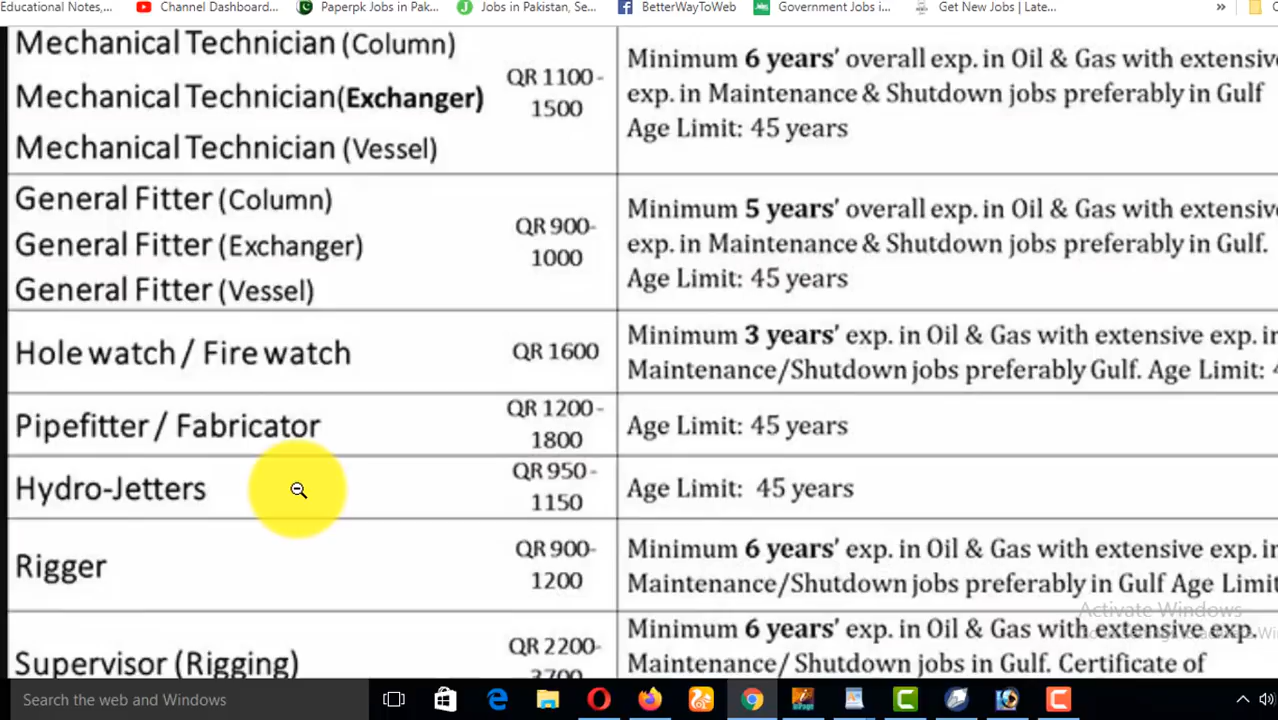 Educational Notes,... Channel Dashboard... Paperpk Jobs in Pak... Jobs in Pakistan, Se... BetterWayToWeb Government Jobs i... Get New Jobs | Late... »
Mechanical Technician (Column)
Mechanical Technician(Exchanger)
Mechanical Technician (Vessel)
QR 1100-
1500
Minimum 6 years' overall exp. in Oil & Gas with extensive
exp. in Maintenance & Shutdown jobs preferably in Gulf
Age Limit: 45 years
General Fitter (Column)
General Fitter (Exchanger)
General Fitter (Vessel)
QR 900-
1000
Minimum 5 years' overall exp. in Oil & Gas with extensive
exp. in Maintenance & Shutdown jobs preferably in Gulf.
Age Limit: 45 years
Hole watch / Fire watch
QR 1600
Minimum 3 years' exp. in Oil & Gas with extensive exp. in
Maintenance/Shutdown jobs preferably Gulf. Age Limit:
Pipefitter / Fabricator
QR 1200-
1800
Age Limit: 45 years
Hydro-Jetters
QR 950-
1150
Age Limit: 45 years
Rigger
QR 900-
1200
Minimum 6 years' exp. in Oil & Gas with extensive exp. in
Maintenance/Shutdown jobs preferably in Gulf Age Limit
Supervisor (Rigging)
QR 2200-
3700
Minimum 6 years' exp. in Oil & Gas with extensive exp.
Maintenance/ Shutdown jobs in Gulf. Certificate of
Activate Windows
Search the web and Windows